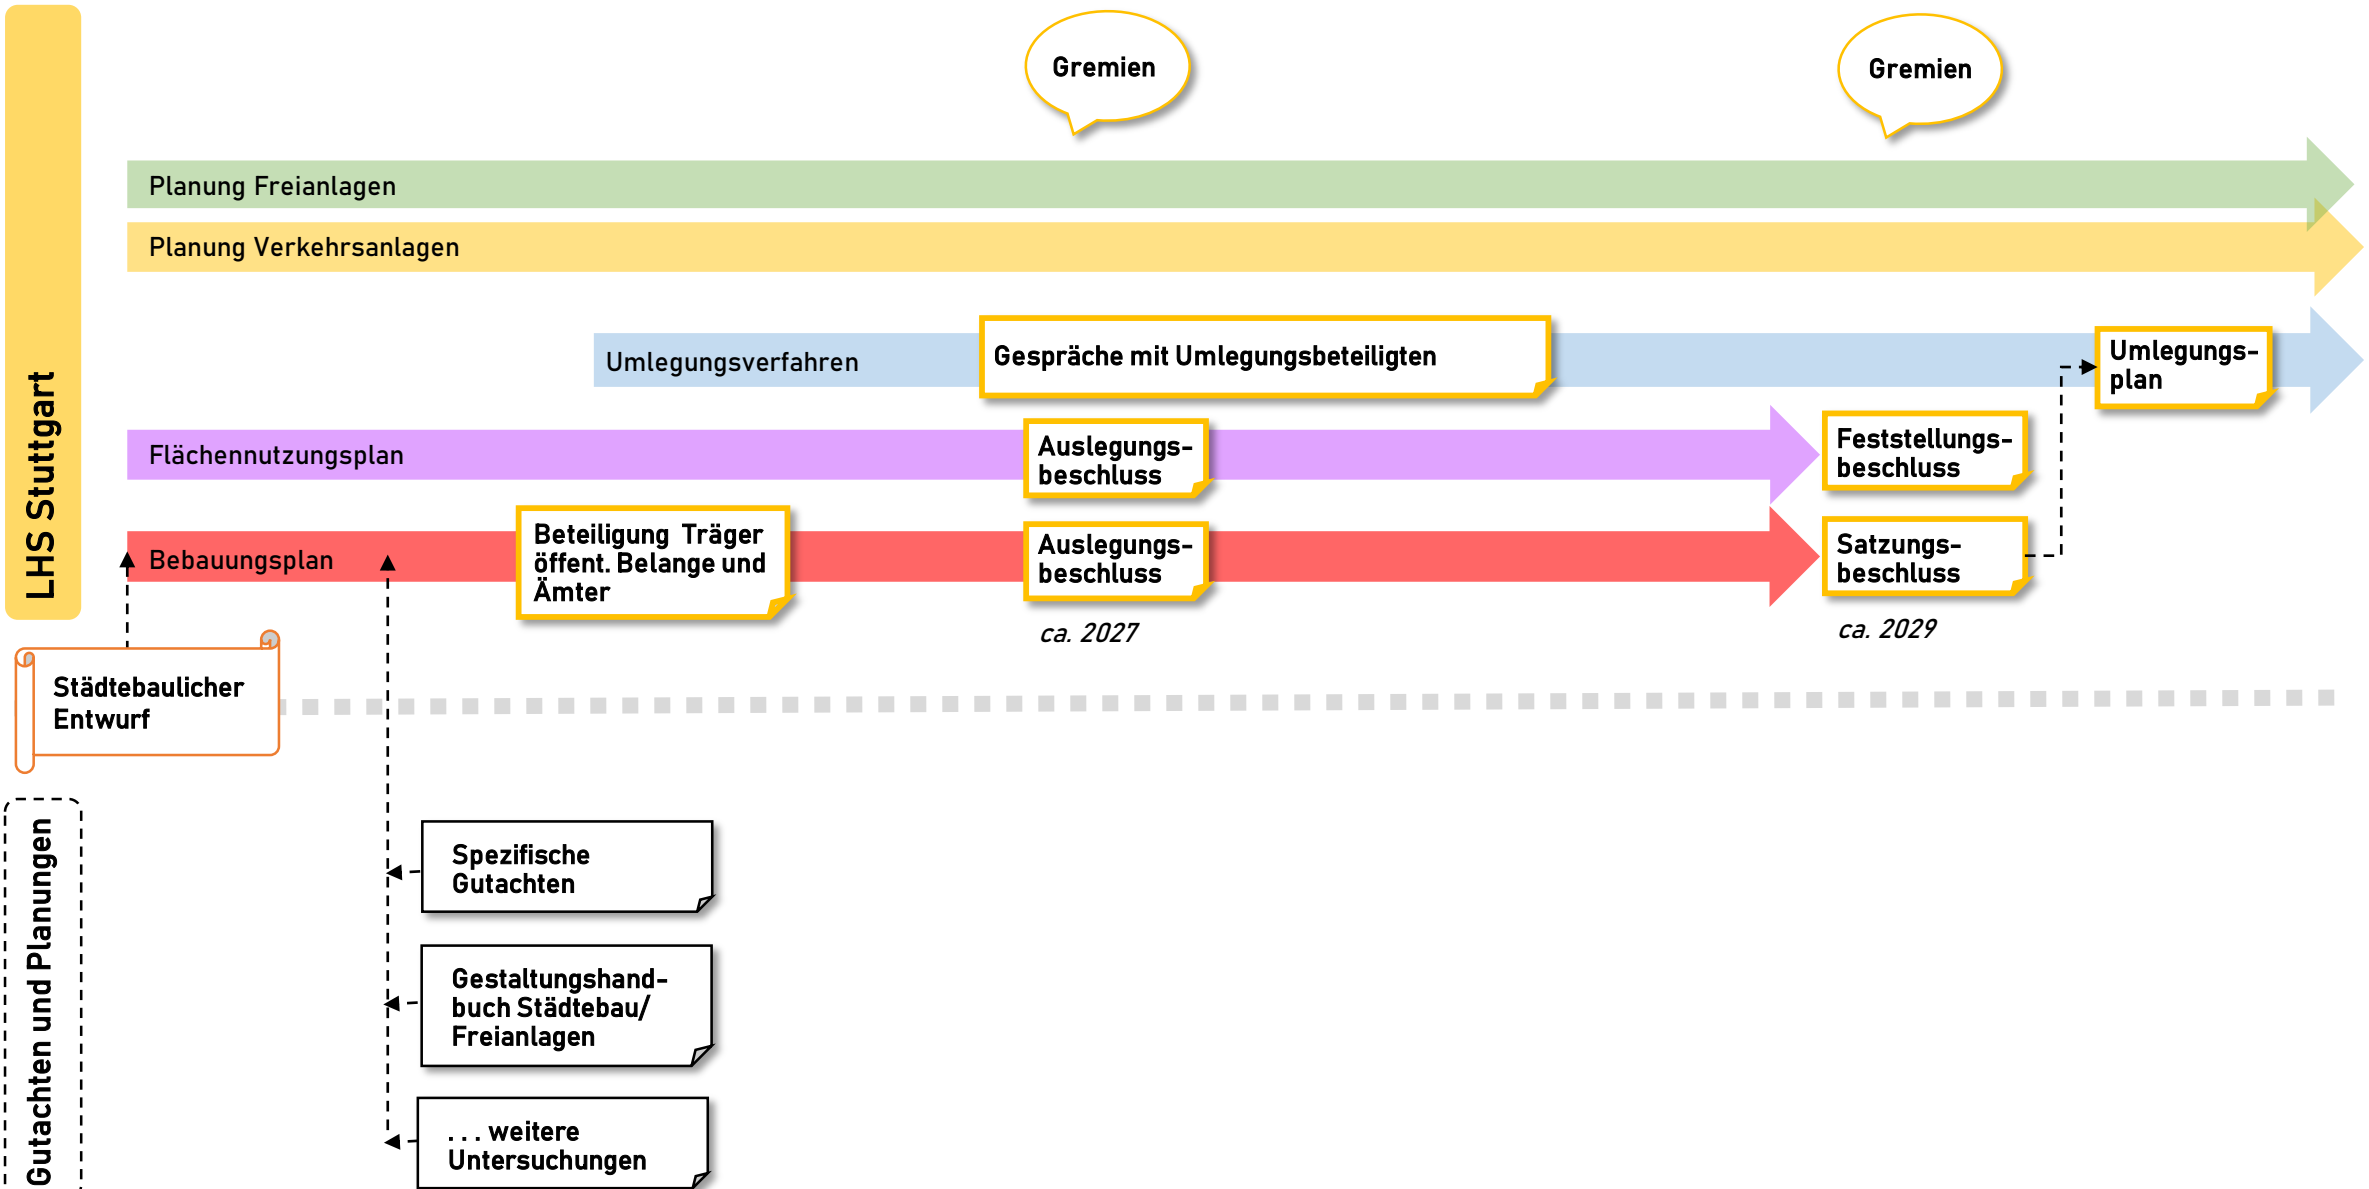 LHS Stuttgart
Gremien
Gremien
Planung Freianlagen
Planung Verkehrsanlagen
Umlegungsverfahren
Gespräche mit Umlegungsbeteiligten
Umlegungs-
plan
Flächennutzungsplan
Auslegungs-
beschluss
Feststellungs-
beschluss
Bebauungsplan
Beteiligung Träger
öffent. Belange und
Ämter
Auslegungs-
beschluss
Satzungs-
beschluss
ca. 2027
ca. 2029
Städtebaulicher
Entwurf
Gutachten und Planungen
Spezifische
Gutachten
Gestaltungshand-
buch Städtebau/
Freianlagen
. . . weitere
Untersuchungen